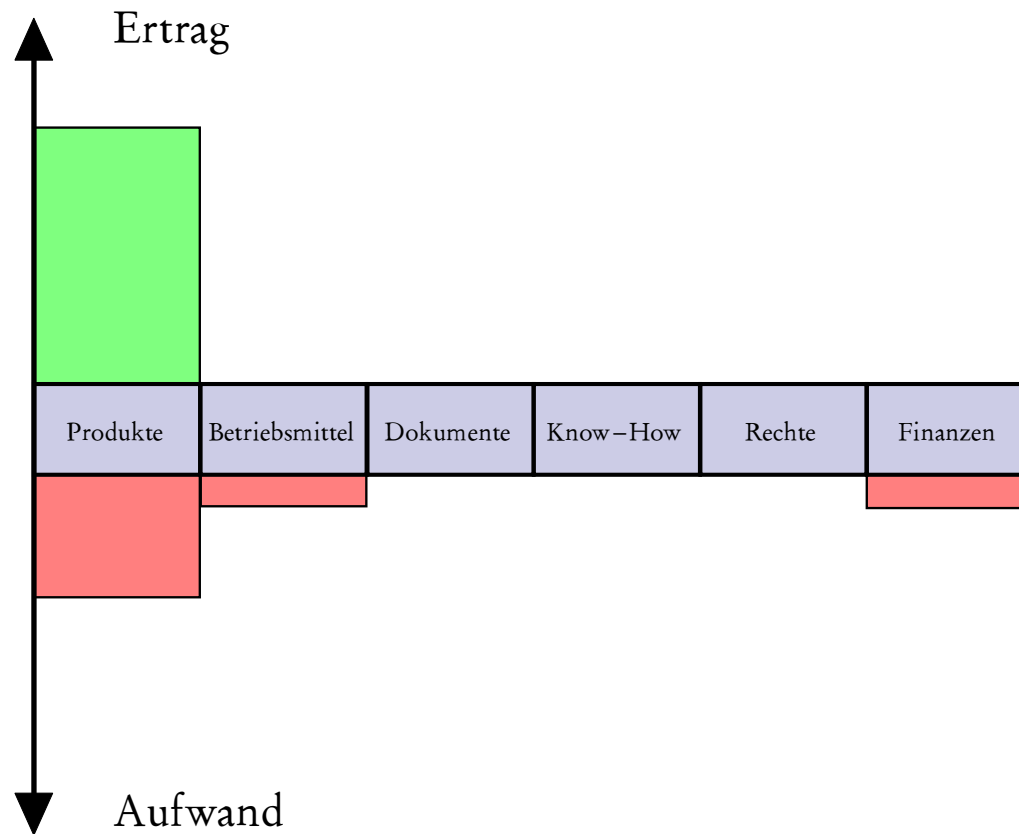 Ertrag
Produkte Betriebsmittel Dokumente Know–How Rechte Finanzen
Aufwand